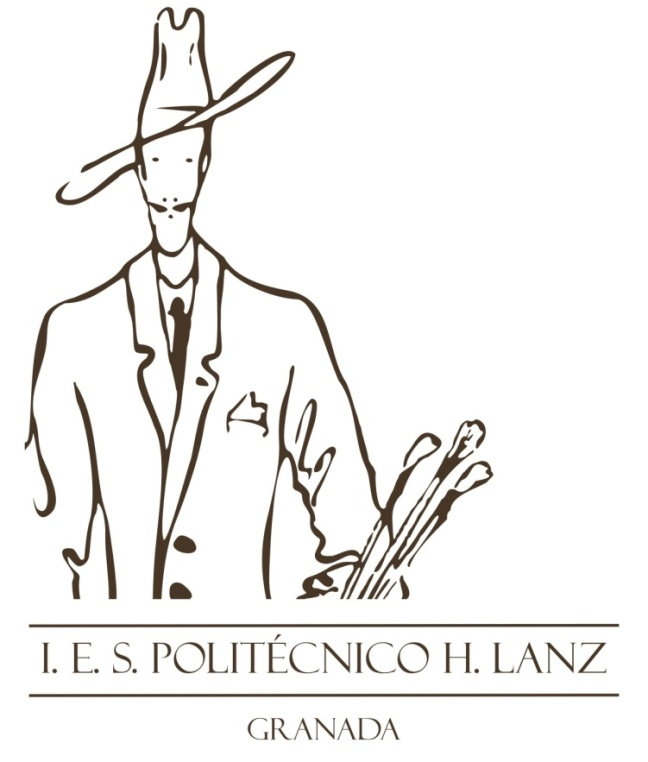 I. E. S. POLITÉCNICO H. LANZ
GRANADA